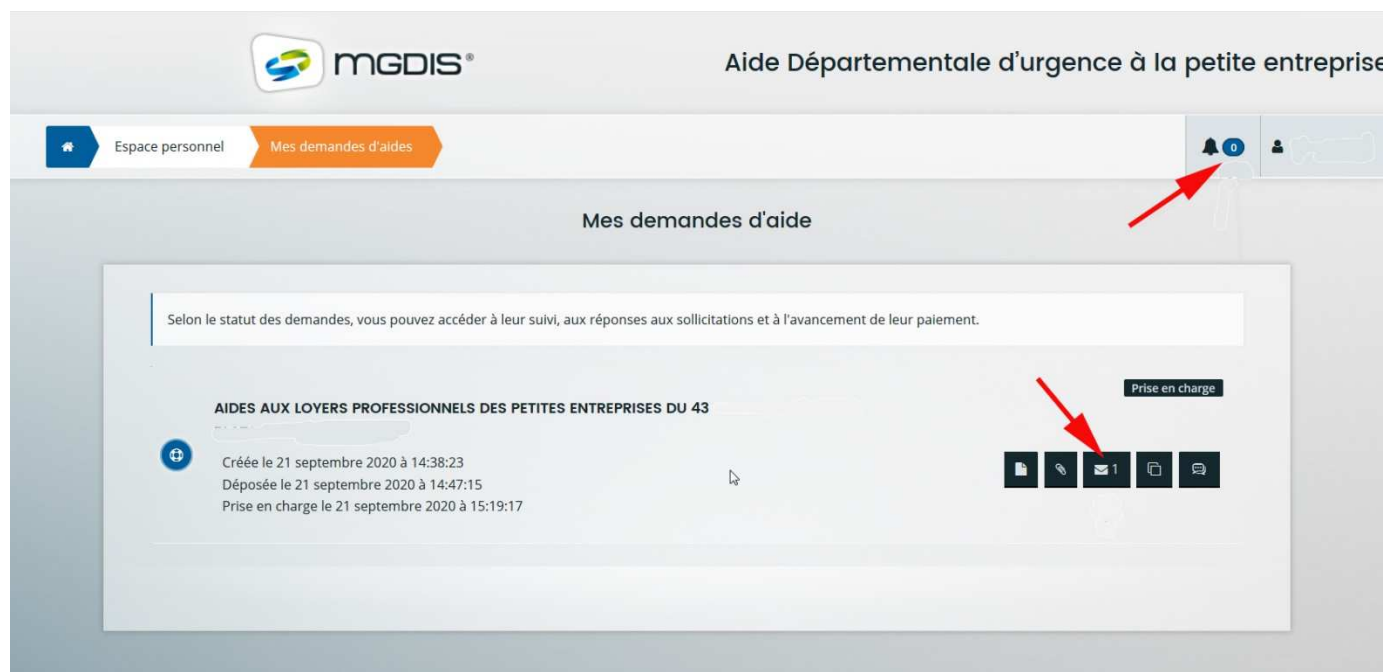 MGDIS®
Aide Départementale d'urgence à la petite entreprise
Espace personnel
Mes demandes d'aides
0
Mes demandes d'aide
Selon le statut des demandes, vous pouvez accéder à leur suivi, aux réponses aux sollicitations et à l'avancement de leur paiement.
Prise en charge
AIDES AUX LOYERS PROFESSIONNELS DES PETITES ENTREPRISES DU 43
Créée le 21 septembre 2020 à 14:38:23
Déposée le 21 septembre 2020 à 14:47:15
Prise en charge le 21 septembre 2020 à 15:19:17
1